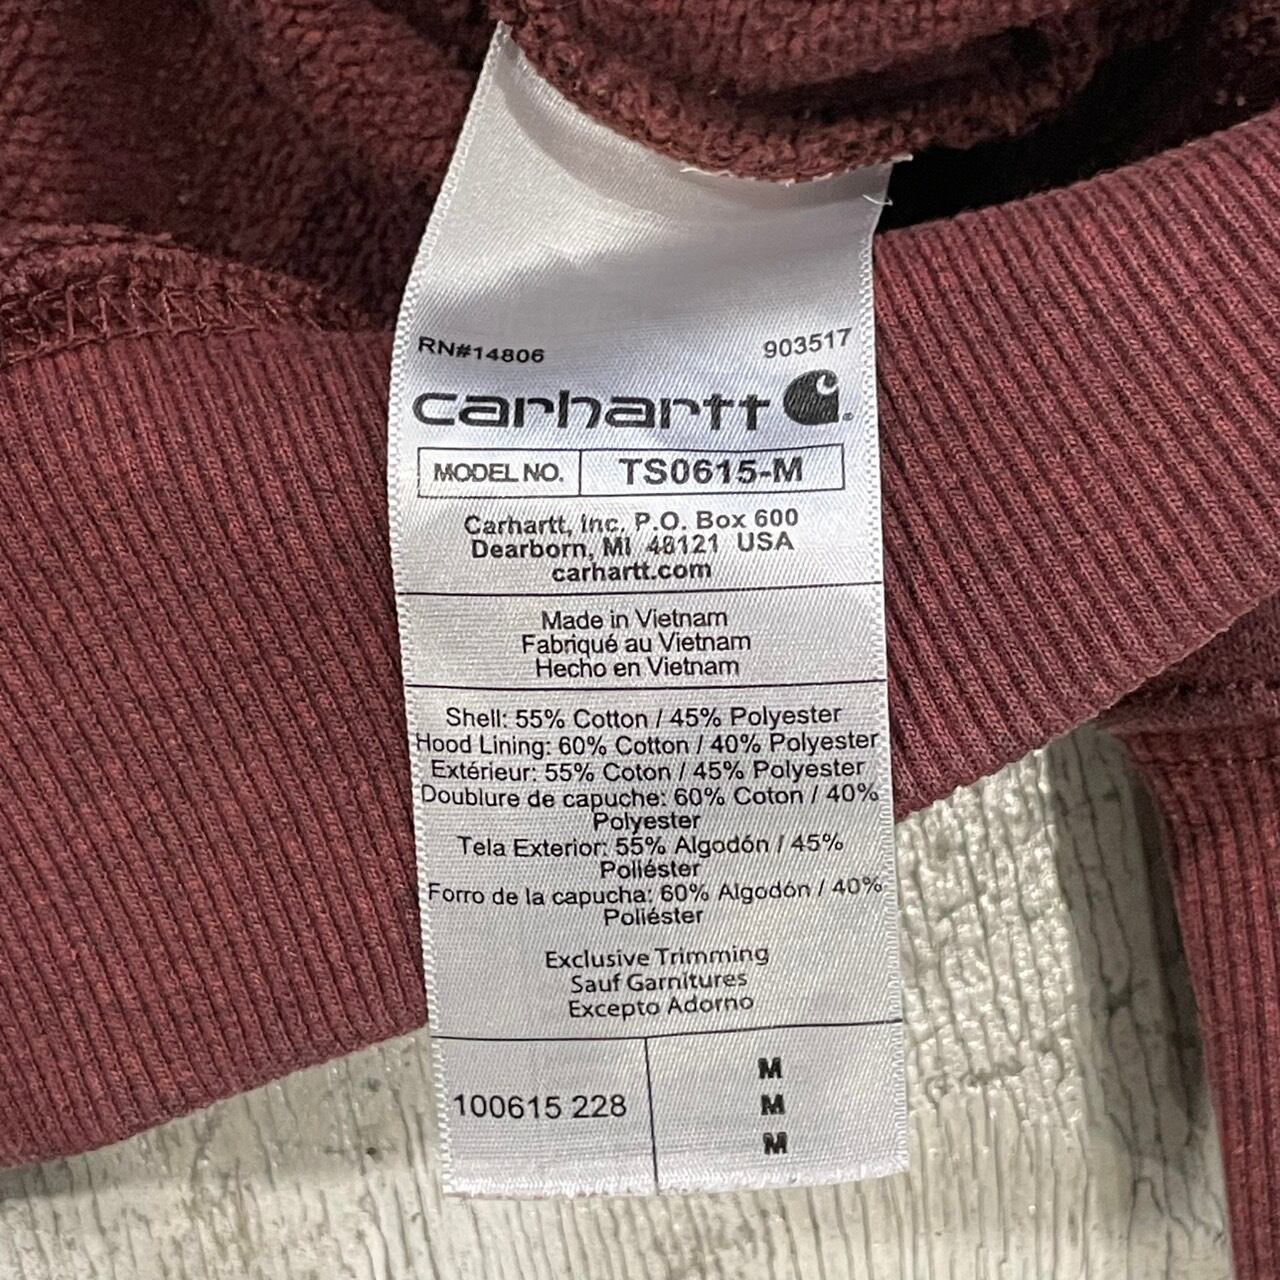 RN#14806 903517
carhartt
MODEL NO. TS0615-M
Carhartt, Inc. P.O. Box 600
Dearborn, MI 48121 USA
carhartt.com
Made in Vietnam
Fabriqué au Vietnam
Hecho en Vietnam
Shell: 55% Cotton / 45% Polyester
Hood Lining: 60% Cotton / 40% Polyester
Extérieur: 55% Coton / 45% Polyester
Doublure de capuche: 60% Coton / 40%
Polyester
Tela Exterior: 55% Algodón / 45%
Poliéster
Forro de la capucha: 60% Algodón / 40%
Poliéster
Exclusive Trimming
Sauf Garnitures
Excepto Adorno
100615 228
M
M
M